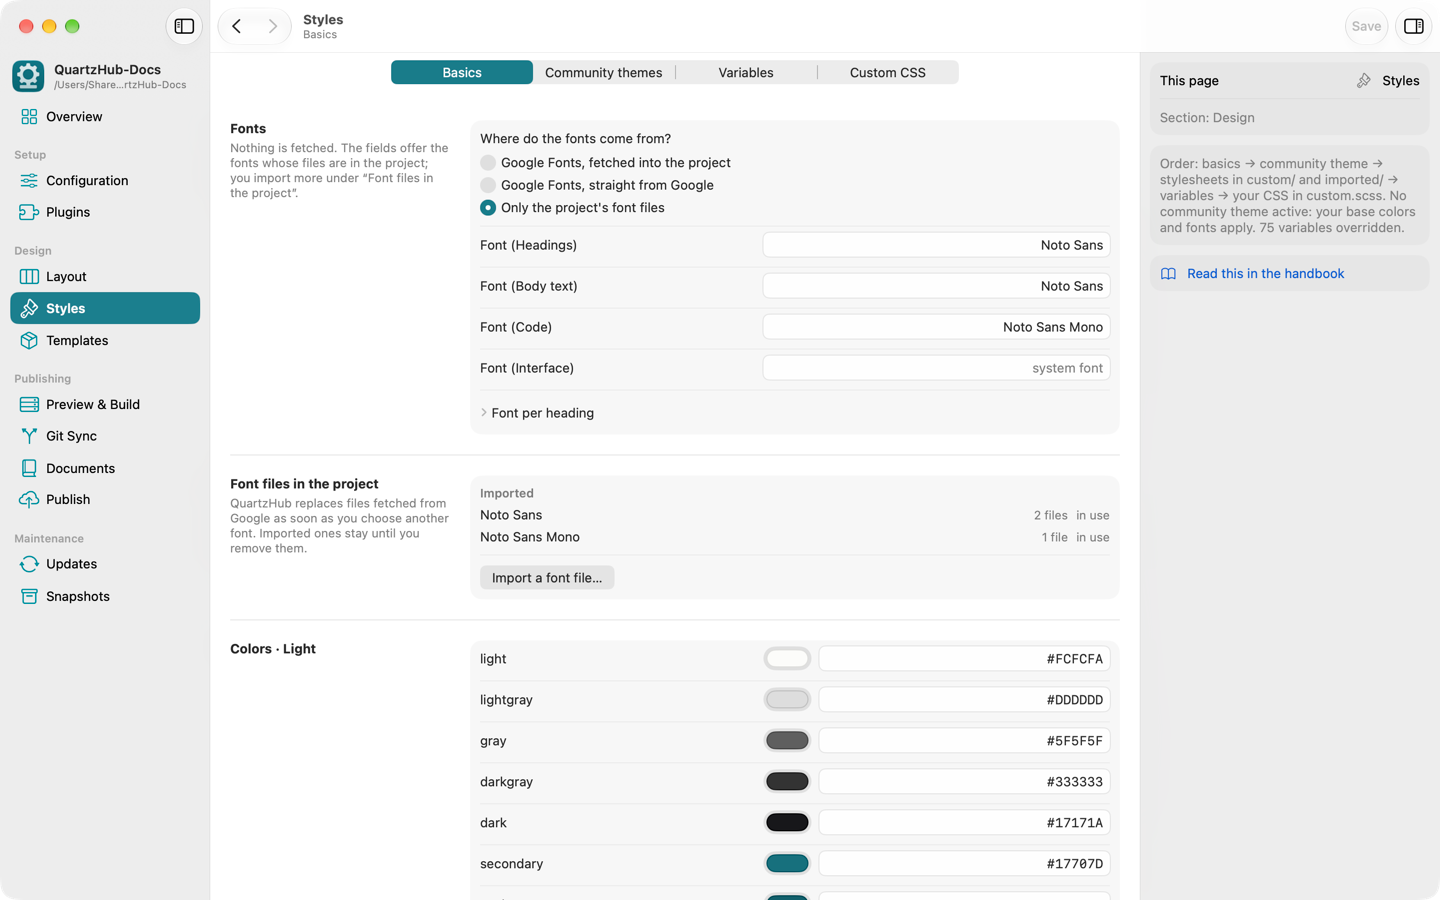 Styles
Basics
Save
QuartzHub-Docs
/Users/Share...rtzHub-Docs
Overview
Setup
Configuration
Plugins
Design
Layout
Styles
Templates
Publishing
Preview & Build
Git Sync
Documents
Publish
Maintenance
Updates
Snapshots
Basics
Community themes
Variables
Custom CSS
Fonts
Nothing is fetched. The fields offer the
fonts whose files are in the project;
you import more under “Font files in
the project”.
Where do the fonts come from?
Google Fonts, fetched into the project
Google Fonts, straight from Google
Only the project's font files
Font (Headings)
Noto Sans
Font (Body text)
Noto Sans
Font (Code)
Noto Sans Mono
Font (Interface)
system font
Font per heading
Font files in the project
QuartzHub replaces files fetched from
Google as soon as you choose another
font. Imported ones stay until you
remove them.
Imported
Noto Sans
2 files in use
Noto Sans Mono
1 file in use
Import a font file...
Colors · Light
light
#FCFCFA
lightgray
#DDDDDD
gray
#5F5F5F
darkgray
#333333
dark
#17171A
secondary
#17707D
This page
Styles
Section: Design
Order: basics → community theme →
stylesheets in custom/ and imported/ →
variables → your CSS in custom.scss. No
community theme active: your base colors
and fonts apply. 75 variables overridden.
Read this in the handbook